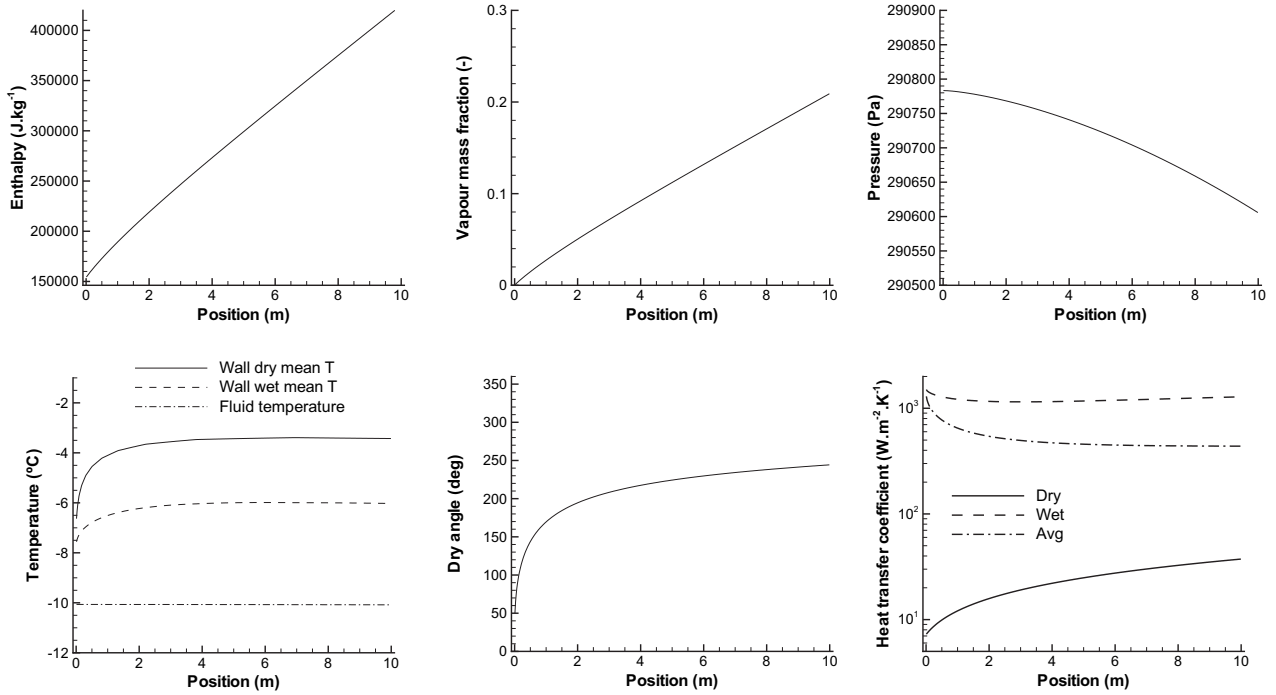 Enthalpy (J.kg-1)
400000
350000
300000
250000
200000
150000
0 2 4 6 8 10
Position (m)
Vapour mass fraction (-)
0.3
0.2
0.1
0
0 2 4 6 8 10
Position (m)
Pressure (Pa)
290900
290850
290800
290750
290700
290650
290600
290550
290500
0 2 4 6 8 10
Position (m)
Wall dry mean T
Wall wet mean T
Fluid temperature
Temperature (ºC)
-2
-4
-6
-8
-10
-12
0 2 4 6 8 10
Position (m)
Dry angle (deg)
350
300
250
200
150
100
50
0
0 2 4 6 8 10
Position (m)
Heat transfer coefficient (W.m-2.K-1)
103
102
101
Dry
Wet
Avg
0 2 4 6 8 10
Position (m)